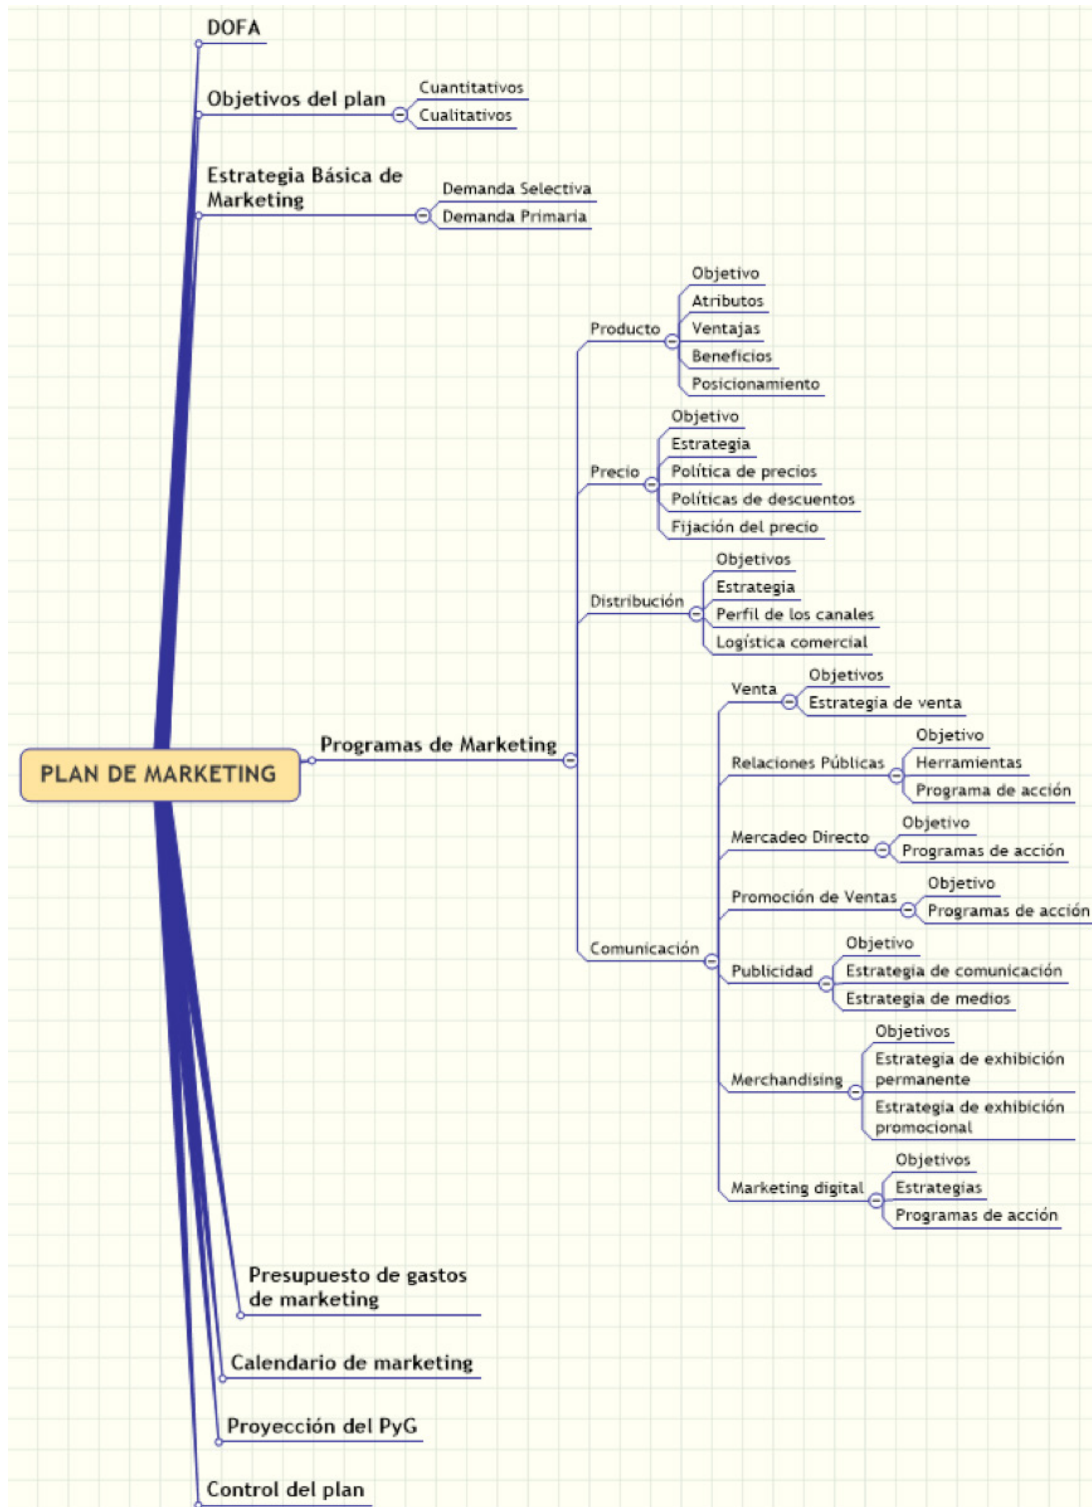 DOFA
Objetivos del plan
Cuantitativos
Cualitativos
Estrategia Básica de
Marketing
Demanda Selectiva
Demanda Primaria
PLAN DE MARKETING
Programas de Marketing
Producto
Objetivo
Atributos
Ventajas
Beneficios
Posicionamiento
Precio
Objetivo
Estrategia
Política de precios
Políticas de descuentos
Fijación del precio
Distribución
Objetivos
Estrategia
Perfil de los canales
Logística comercial
Comunicación
Venta
Objetivos
Estrategia de venta
Relaciones Públicas
Objetivo
Herramientas
Programa de acción
Mercadeo Directo
Objetivo
Programas de acción
Promoción de Ventas
Objetivo
Programas de acción
Publicidad
Objetivo
Estrategia de comunicación
Estrategia de medios
Merchandising
Objetivos
Estrategia de exhibición
permanente
Estrategia de exhibición
promocional
Marketing digital
Objetivos
Estrategias
Programas de acción
Presupuesto de gastos
de marketing
Calendario de marketing
Proyección del PyG
Control del plan